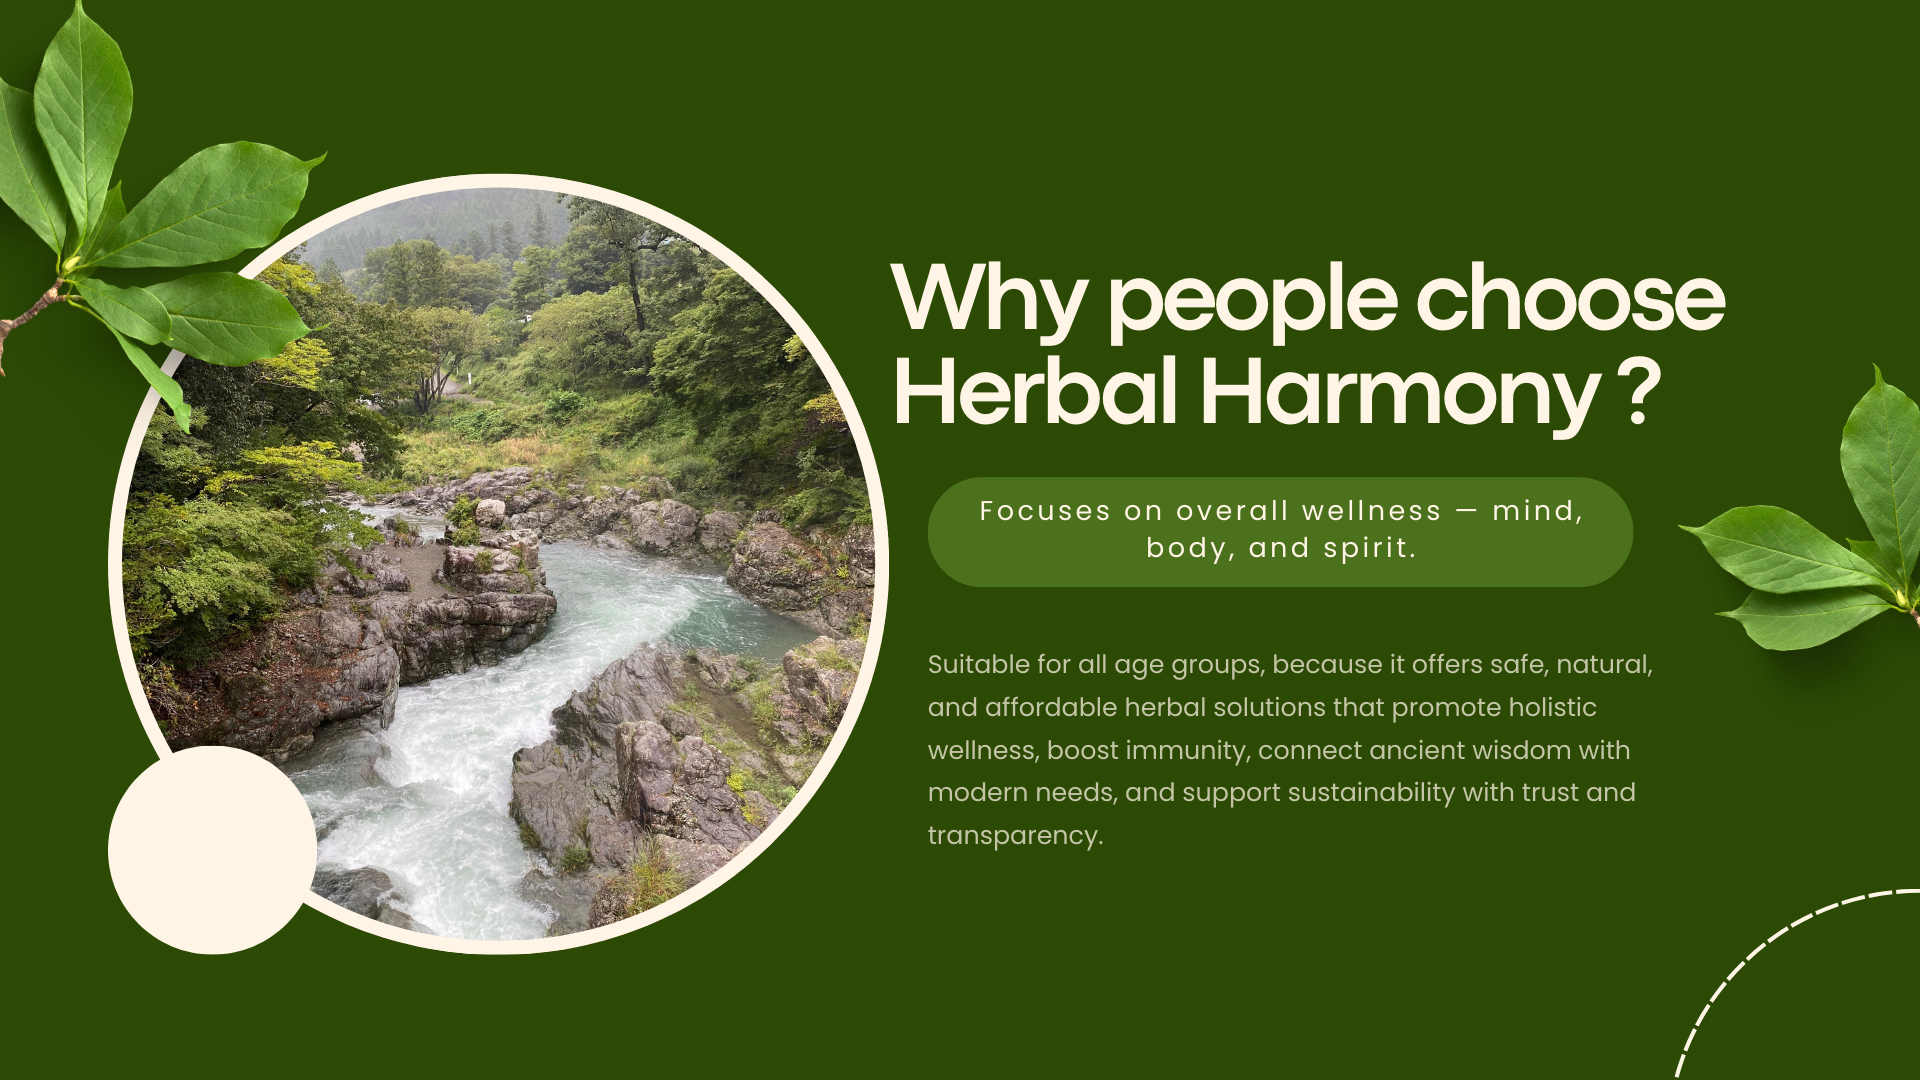 Why people choose
Herbal Harmony ?
Focuses on overall wellness — mind,
body, and spirit.
Suitable for all age groups, because it offers safe, natural,
and affordable herbal solutions that promote holistic
wellness, boost immunity, connect ancient wisdom with
modern needs, and support sustainability with trust and
transparency.